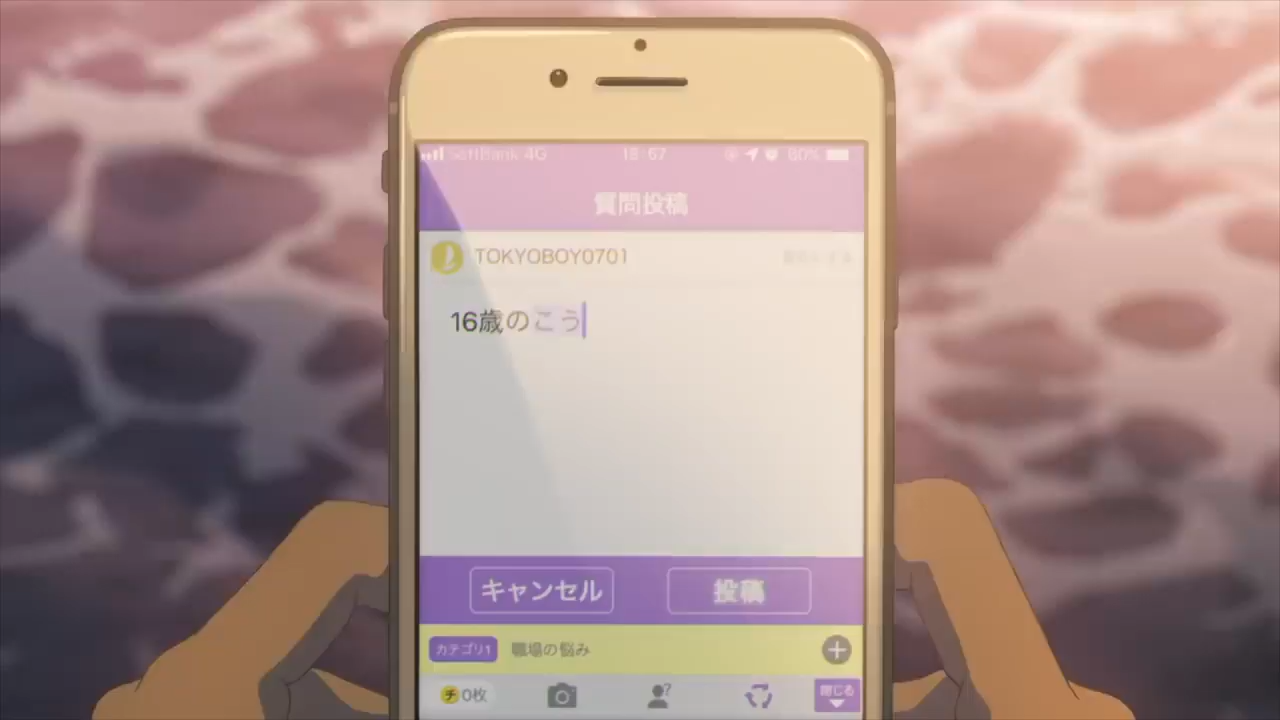 SoftBank 4G 18:57 80%
質問投稿
TOKYOBOY0701
16歳のこう
キャンセル 投稿
カテゴリ1 職場の悩み
チ0枚 閉じる